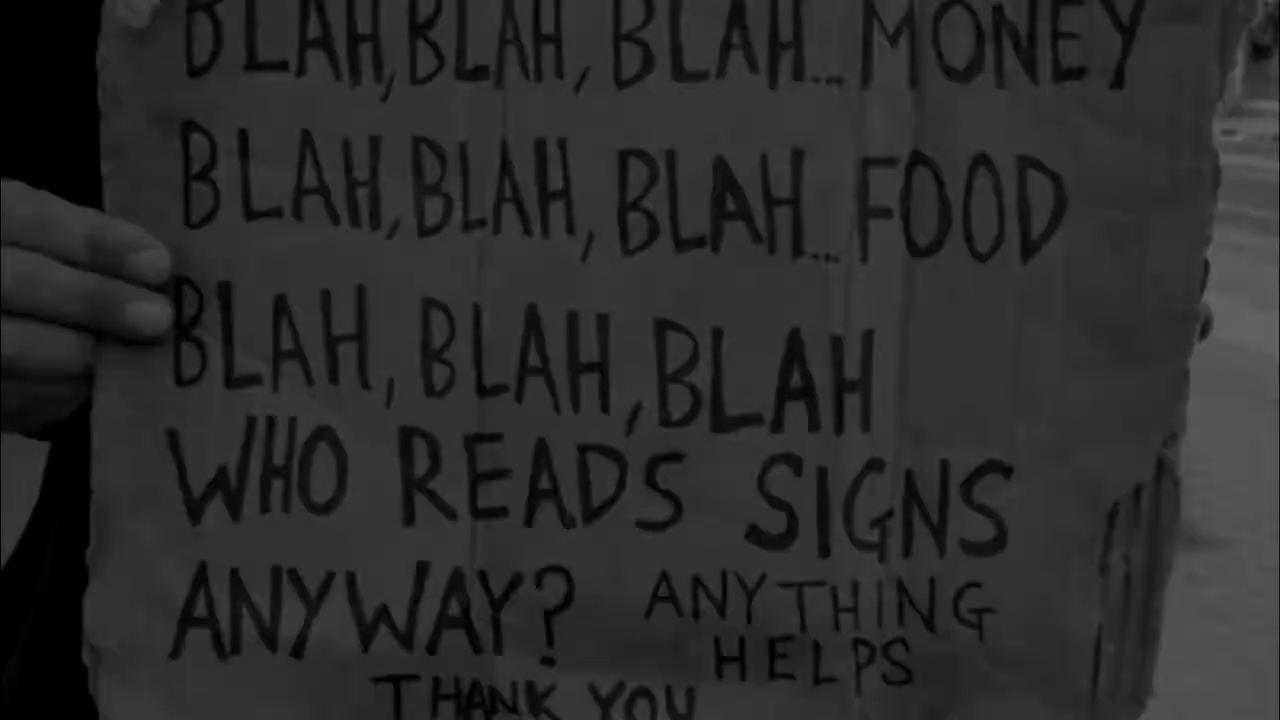 BLAH, BLAH, BLAH... MONEY
BLAH, BLAH, BLAH... FOOD
BLAH, BLAH, BLAH
WHO READS SIGNS
ANYWAY? ANYTHING
HELPS
THANK YOU